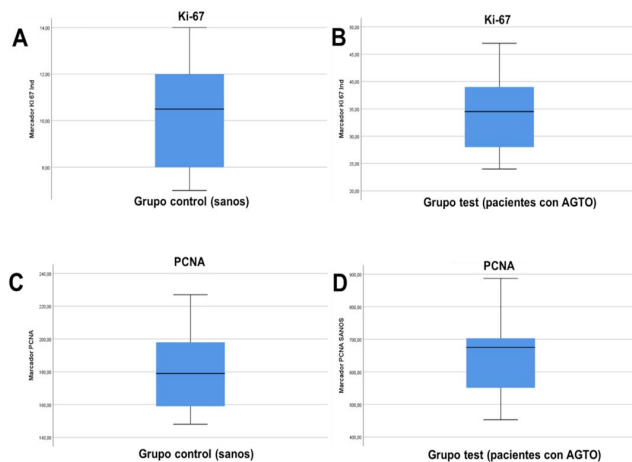 A
Ki-67
Marcador KI 67 Ind
14,00
12,00
10,00
8,00
Grupo control (sanos)
B
Ki-67
Marcador KI 67 Ind
50,00
45,00
40,00
35,00
30,00
25,00
20,00
Grupo test (pacientes con AGTO)
C
PCNA
Marcador PCNA
240,00
220,00
200,00
180,00
160,00
140,00
Grupo control (sanos)
D
PCNA
Marcador PCNA SANOS
900,00
800,00
700,00
600,00
500,00
400,00
Grupo test (pacientes con AGTO)